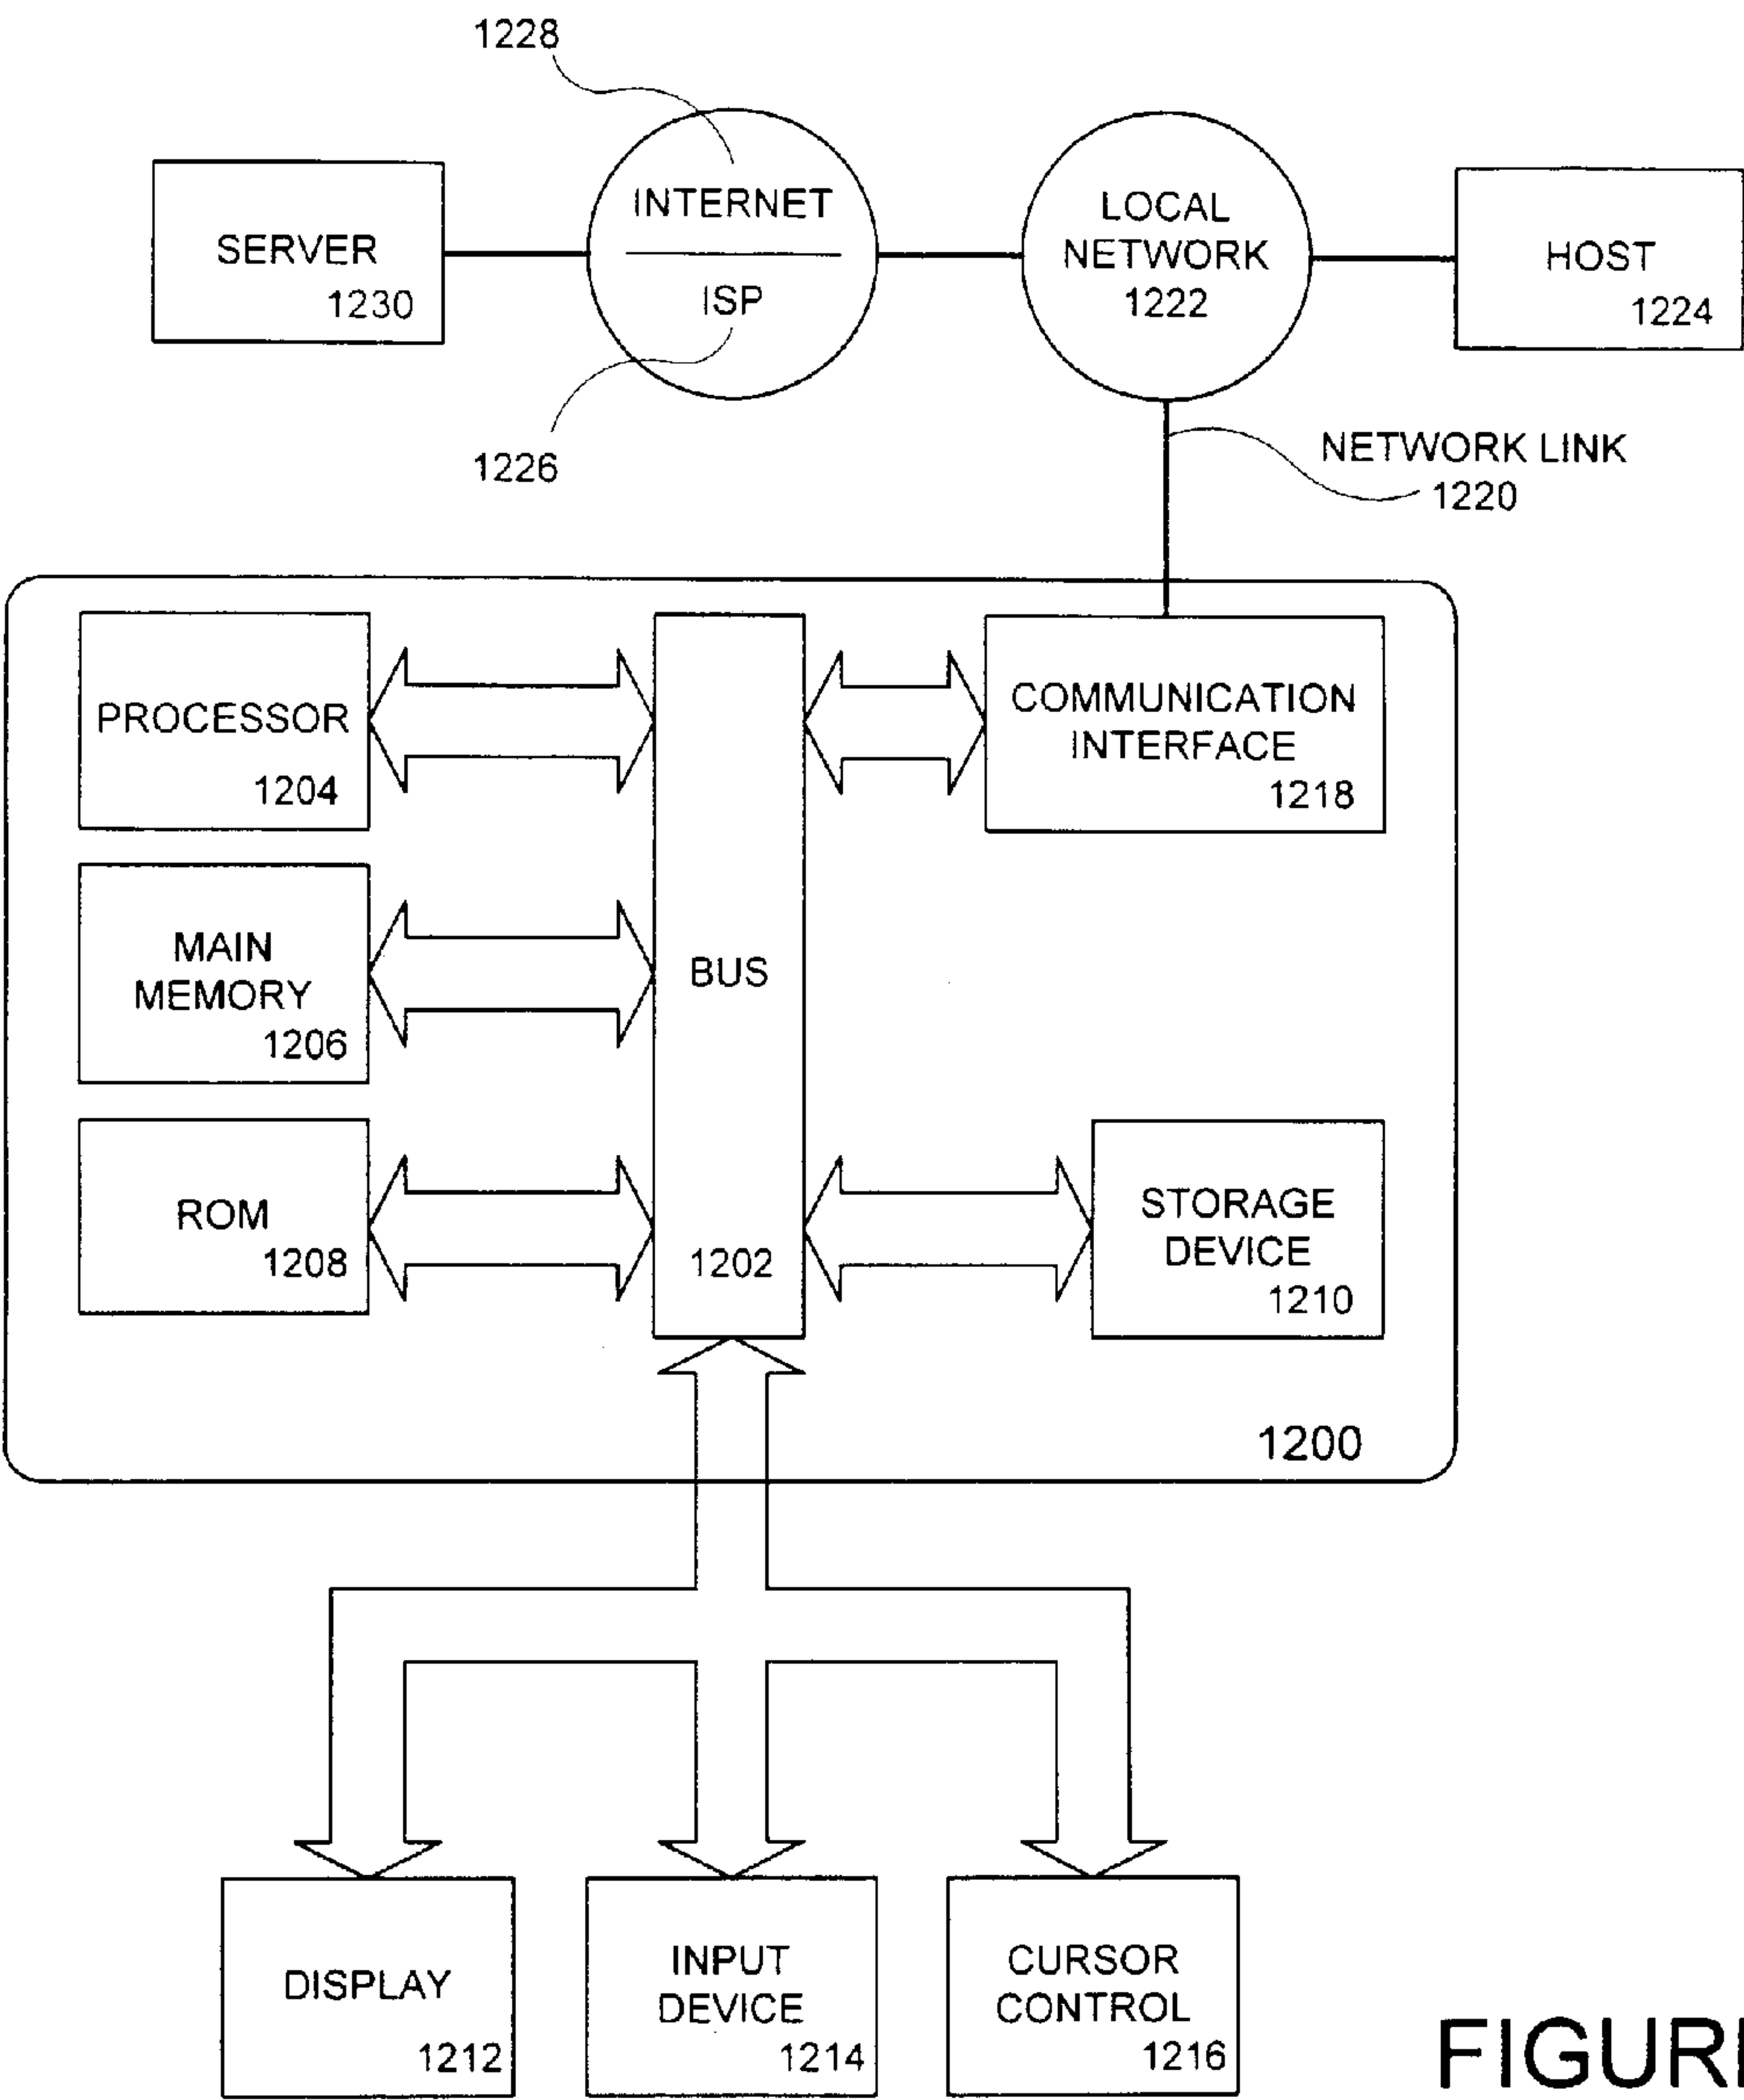 1228
SERVER
1230
INTERNET
ISP
LOCAL
NETWORK
1222
HOST
1224
1226
NETWORK LINK
1220
PROCESSOR
1204
BUS
1202
COMMUNICATION
INTERFACE
1218
MAIN
MEMORY
1206
ROM
1208
STORAGE
DEVICE
1210
1200
DISPLAY
1212
INPUT
DEVICE
1214
CURSOR
CONTROL
1216